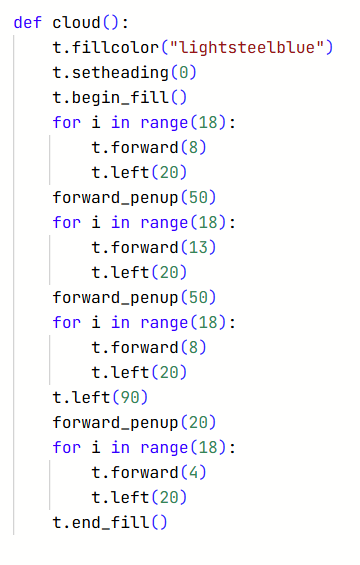 def cloud():
    t.fillcolor("lightsteelblue")
    t.setheading(0)
    t.begin_fill()
    for i in range(18):
        t.forward(8)
        t.left(20)
    forward_penup(50)
    for i in range(18):
        t.forward(13)
        t.left(20)
    forward_penup(50)
    for i in range(18):
        t.forward(8)
        t.left(20)
    t.left(90)
    forward_penup(20)
    for i in range(18):
        t.forward(4)
        t.left(20)
    t.end_fill()